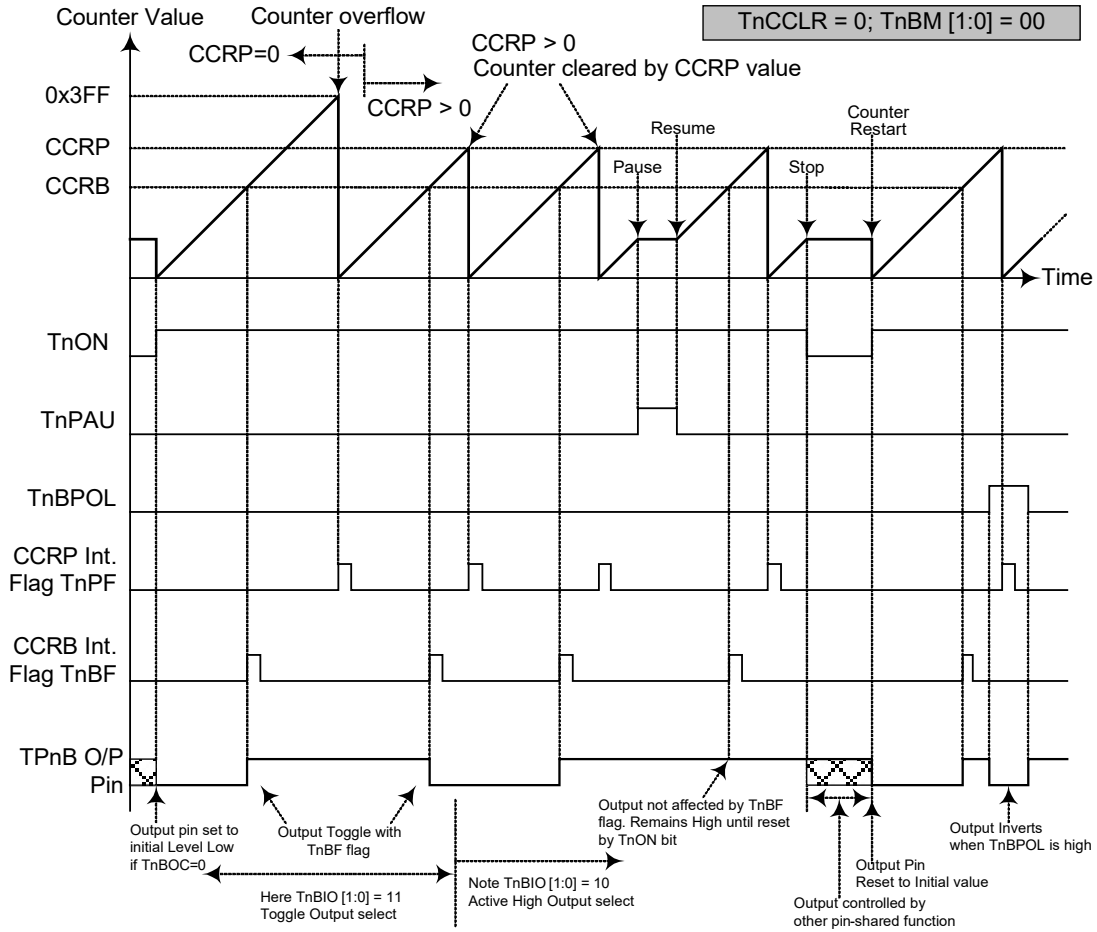 Counter Value
Counter overflow
TnCCLR = 0; TnBM [1:0] = 00
CCRP=0
CCRP > 0
CCRP > 0
Counter cleared by CCRP value
0x3FF
CCRP
CCRB
Pause
Resume
Stop
Counter
Restart
Time
TnON
TnPAU
TnBPOL
CCRP Int.
Flag TnPF
CCRB Int.
Flag TnBF
TPnB O/P
Pin
Output pin set to
initial Level Low
if TnBOC=0
Output Toggle with
TnBF flag
Here TnBIO [1:0] = 11
Toggle Output select
Note TnBIO [1:0] = 10
Active High Output select
Output not affected by TnBF
flag. Remains High until reset
by TnON bit
Output controlled by
other pin-shared function
Output Pin
Reset to Initial value
Output Inverts
when TnBPOL is high